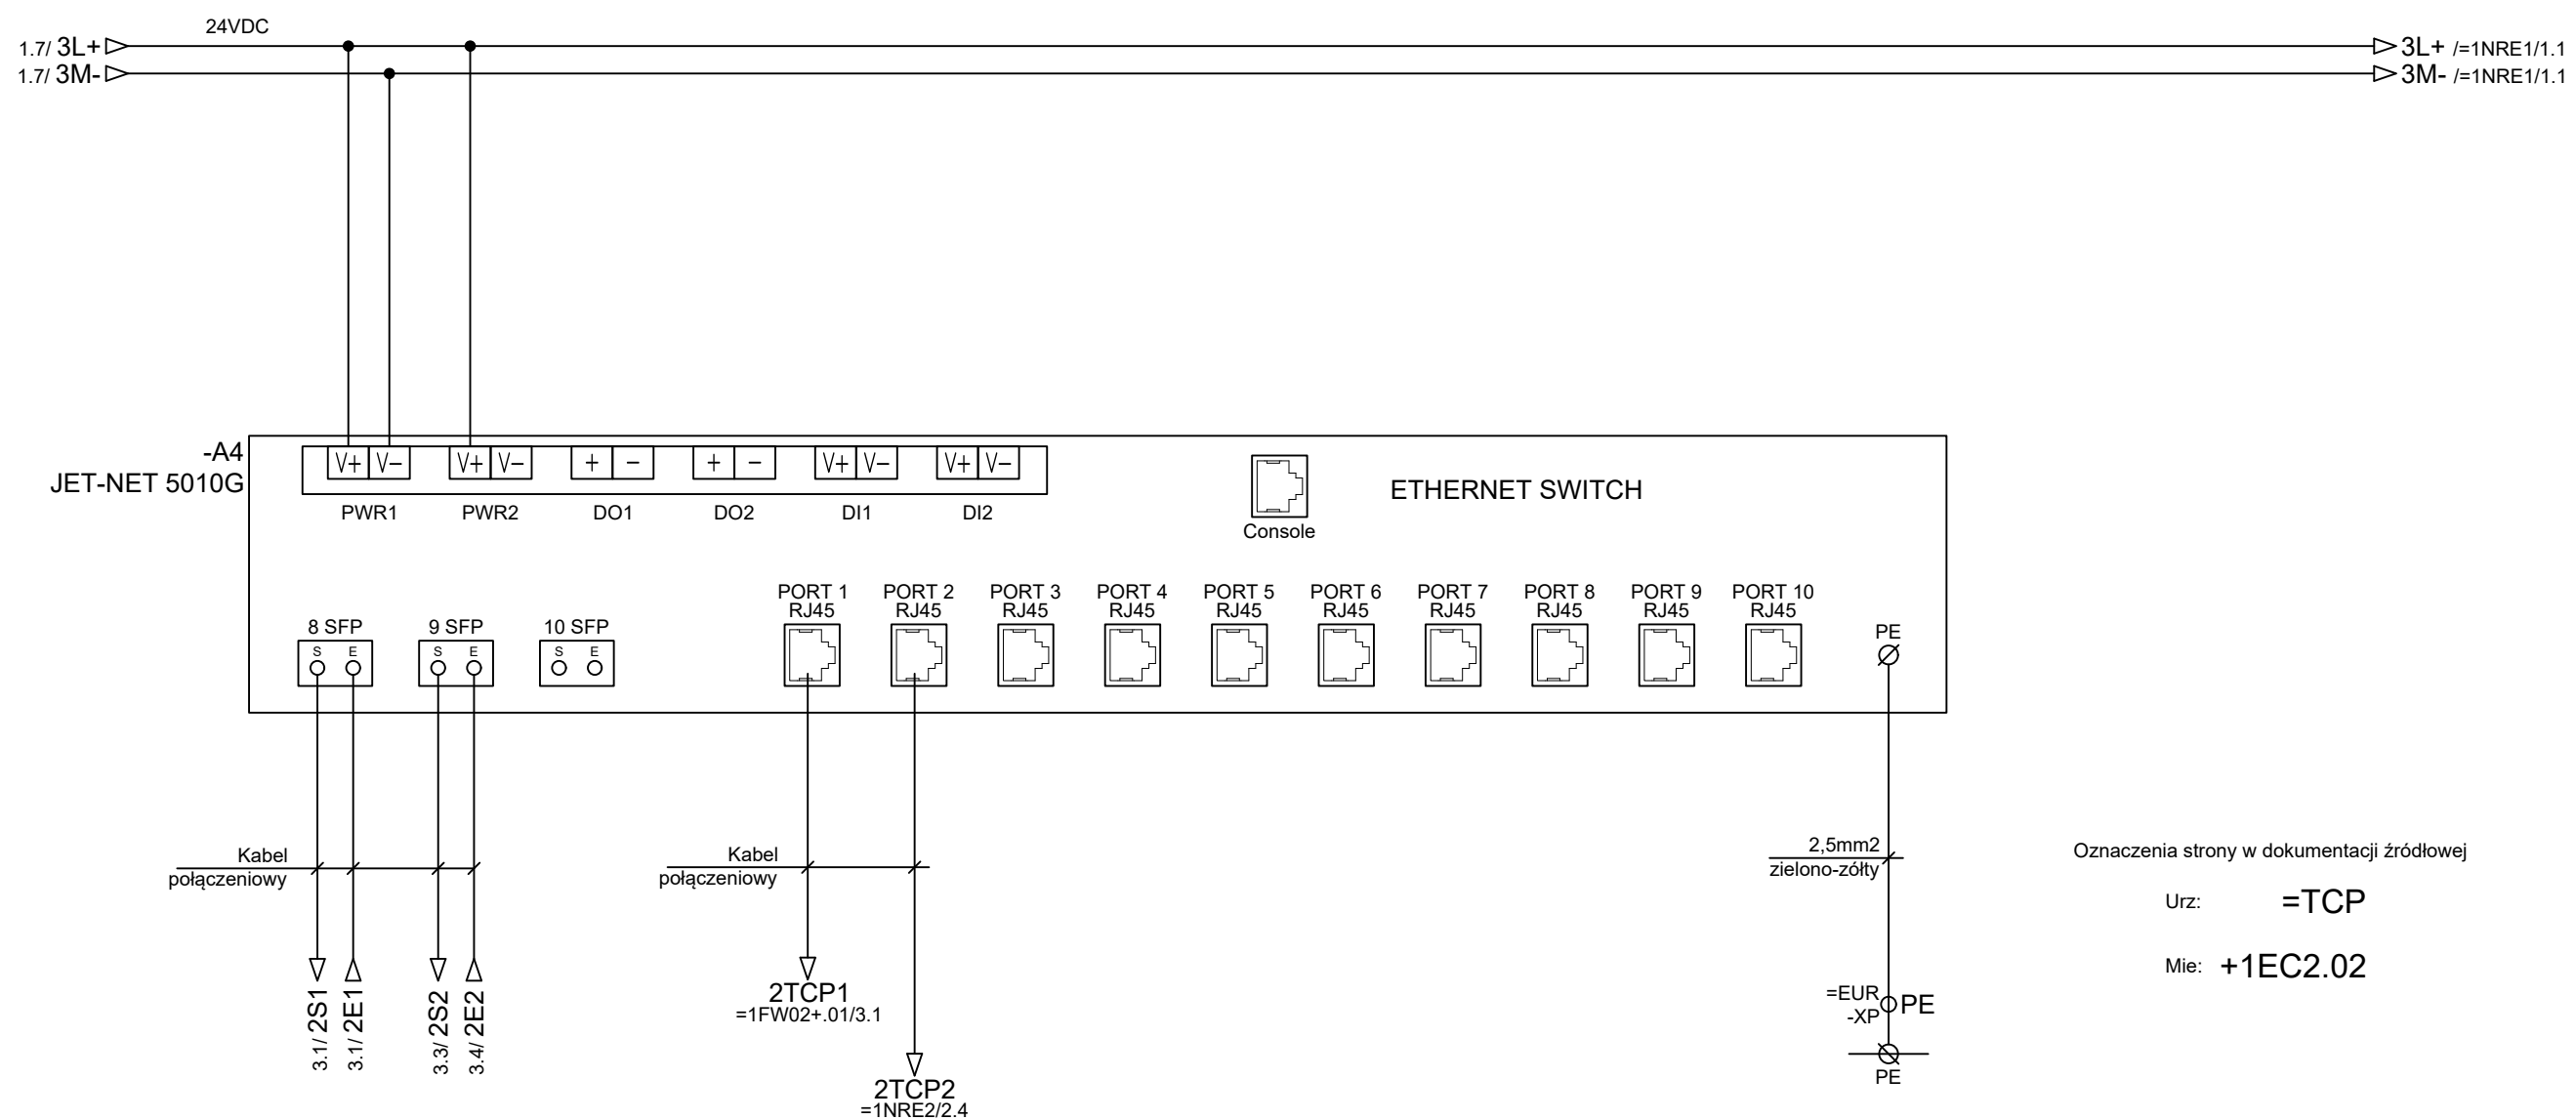 24VDC
1.7/ 3L+
3L+ /=1NRE1/1.1
1.7/ 3M-
3M- /=1NRE1/1.1
-A4
JET-NET 5010G
V+ V- V+ V- + - + - V+ V- V+ V-
PWR1 PWR2 DO1 DO2 DI1 DI2
Console
ETHERNET SWITCH
8 SFP 9 SFP 10 SFP
S E S E S E
PORT 1 PORT 2 PORT 3 PORT 4 PORT 5 PORT 6 PORT 7 PORT 8 PORT 9 PORT 10
RJ45 RJ45 RJ45 RJ45 RJ45 RJ45 RJ45 RJ45 RJ45 RJ45
PE
Kabel
połączeniowy
Kabel
połączeniowy
2,5mm2
zielono-zółty
Oznaczenia strony w dokumentacji źródłowej
Urz: =TCP
Mie: +1EC2.02
3.1/ 2S1
3.1/ 2E1
3.3/ 2S2
3.4/ 2E2
2TCP1
=1FW02+.01/3.1
2TCP2
=1NRE2/2.4
=EUR
-XP
PE
PE